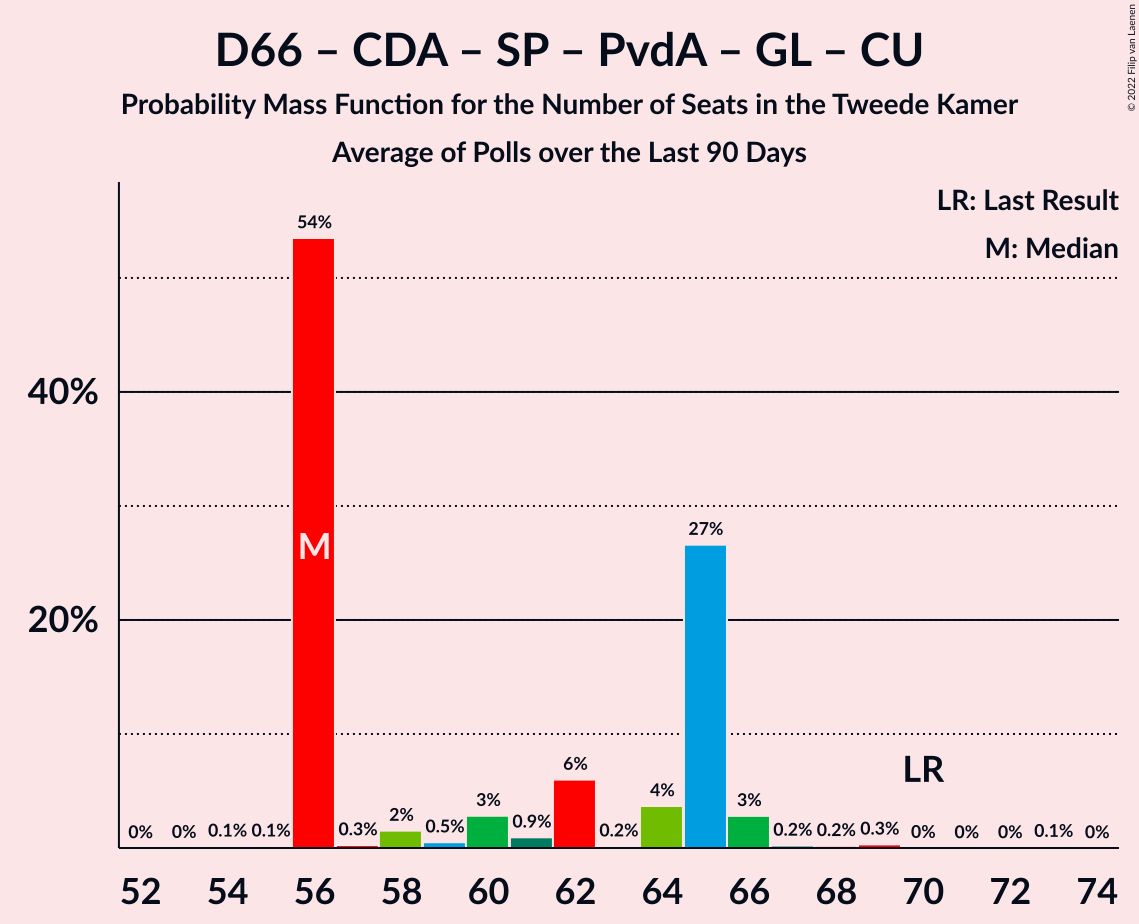 D66 – CDA – SP – PvdA – GL – CU
Probability Mass Function for the Number of Seats in the Tweede Kamer
Average of Polls over the Last 90 Days
© 2022 Filip van Laenen
LR: Last Result
M: Median
54%
40%
M
27%
20%
LR
0% 0% 0.1% 0.1% 0.3% 2% 0.5% 3% 0.9% 6% 0.2% 4% 3% 0.2% 0.2% 0.3% 0% 0% 0% 0.1% 0%
52 54 56 58 60 62 64 66 68 70 72 74